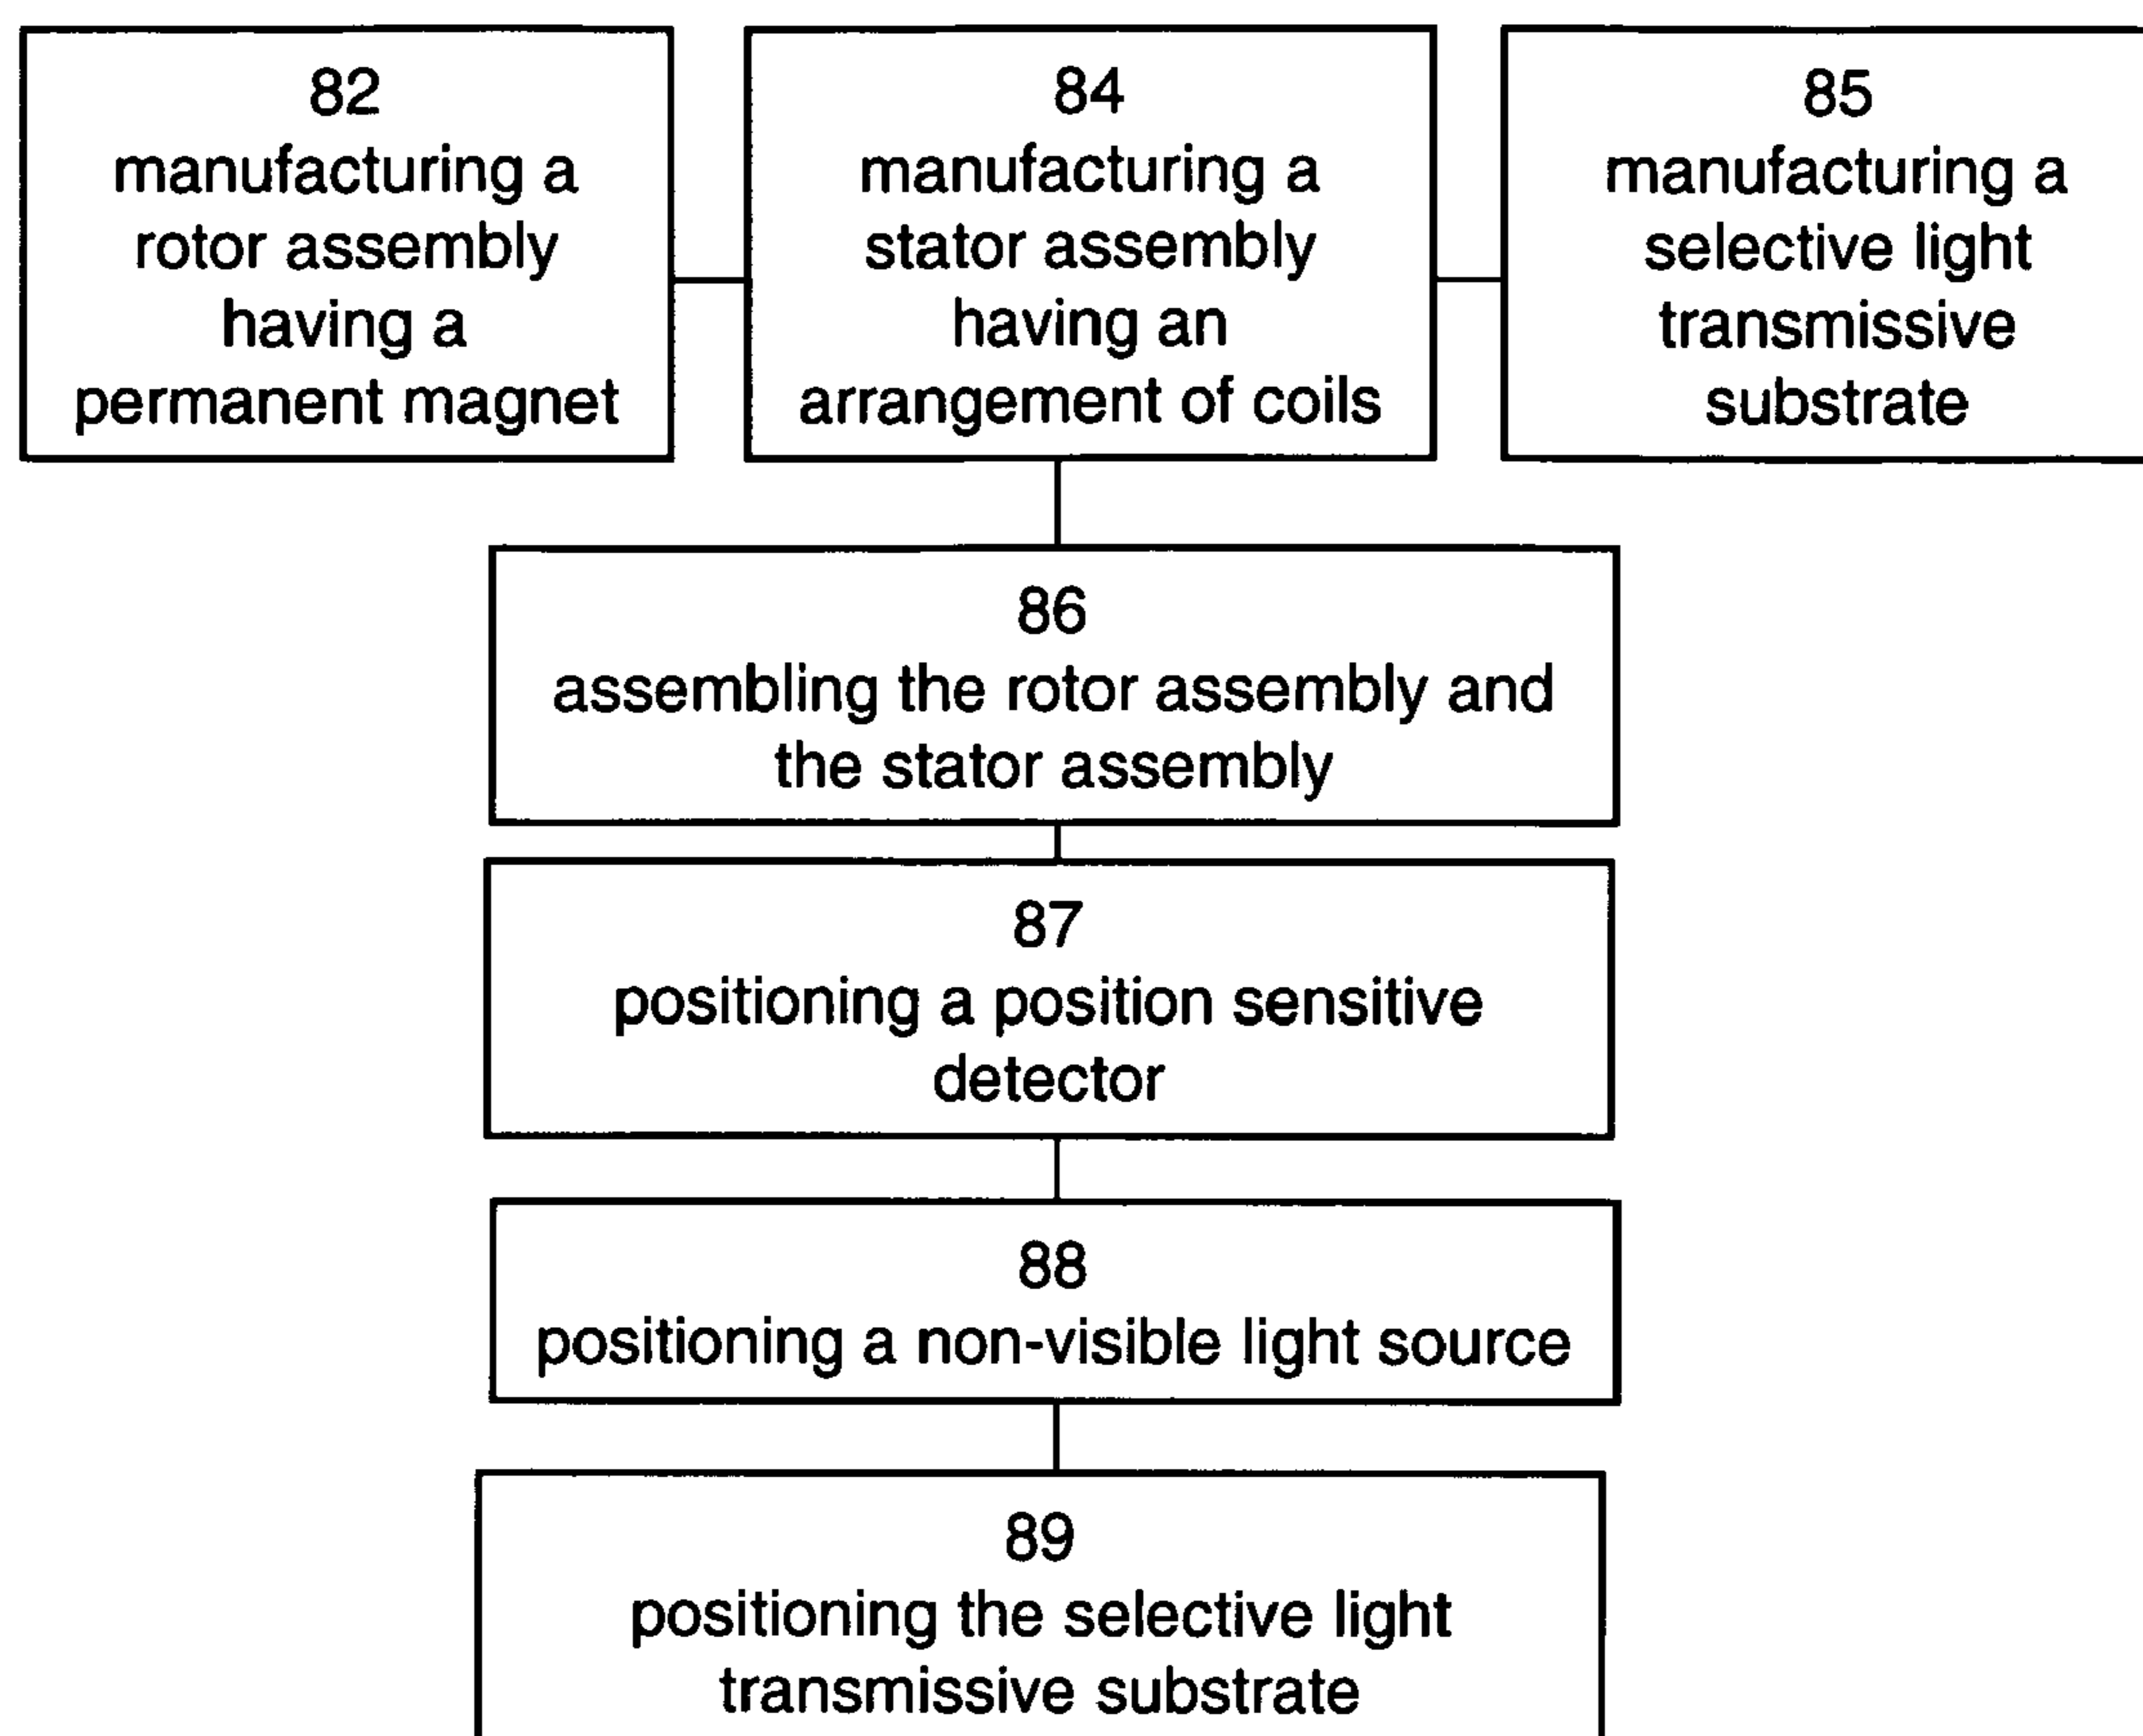 82
manufacturing a
rotor assembly
having a
permanent magnet
84
manufacturing a
stator assembly
having an
arrangement of coils
85
manufacturing a
selective light
transmissive
substrate
86
assembling the rotor assembly and
the stator assembly
87
positioning a position sensitive
detector
88
positioning a non-visible light source
89
positioning the selective light
transmissive substrate